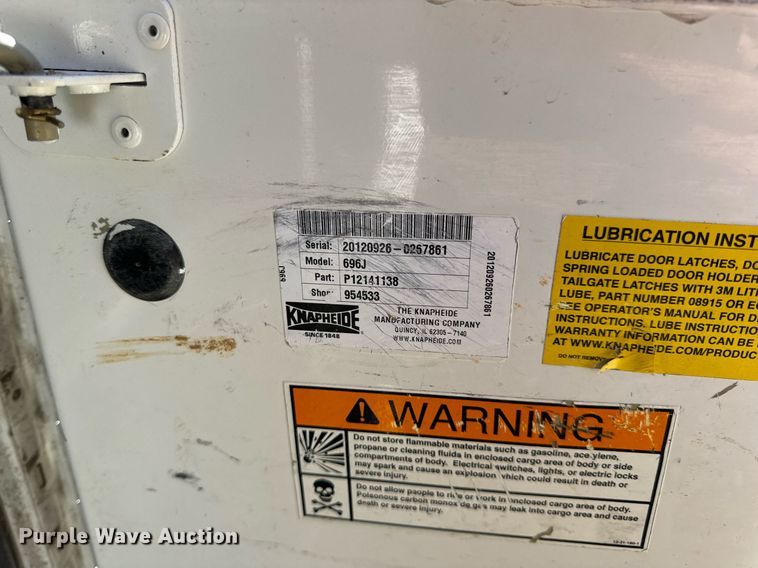 Serial: 20120926-0267861
Model: 696J
Part: P12141138
Shop: 954533
696J
201209260267861
KNAPHEIDE
SINCE 1848
THE KNAPHEIDE
MANUFACTURING COMPANY
QUINCY, IL 62305-7140
WWW.KNAPHEIDE.COM
LUBRICATION INST
LUBRICATE DOOR LATCHES, DO
SPRING LOADED DOOR HOLDER
TAILGATE LATCHES WITH 3M LIT
LUBE, PART NUMBER 08915 OR EQ
SEE OPERATOR'S MANUAL FOR D
INSTRUCTIONS. LUBE INSTRUCTIO
WARRANTY INFORMATION CAN BE
AT WWW.KNAPHEIDE.COM/PRODUC
DO NOT REMOVE
WARNING
Do not store flammable materials such as gasoline, acetylene,
propane or cleaning fluids in enclosed cargo area of body or side
compartments of body. Electrical switches, lights, or electric locks
may spark and cause an explosion which could result in death or
severe injury.
Do not allow people to ride or work in enclosed cargo area of body.
Poisonous carbon monoxide gas may leak into cargo area and cause
death or severe injury.
Purple Wave Auction